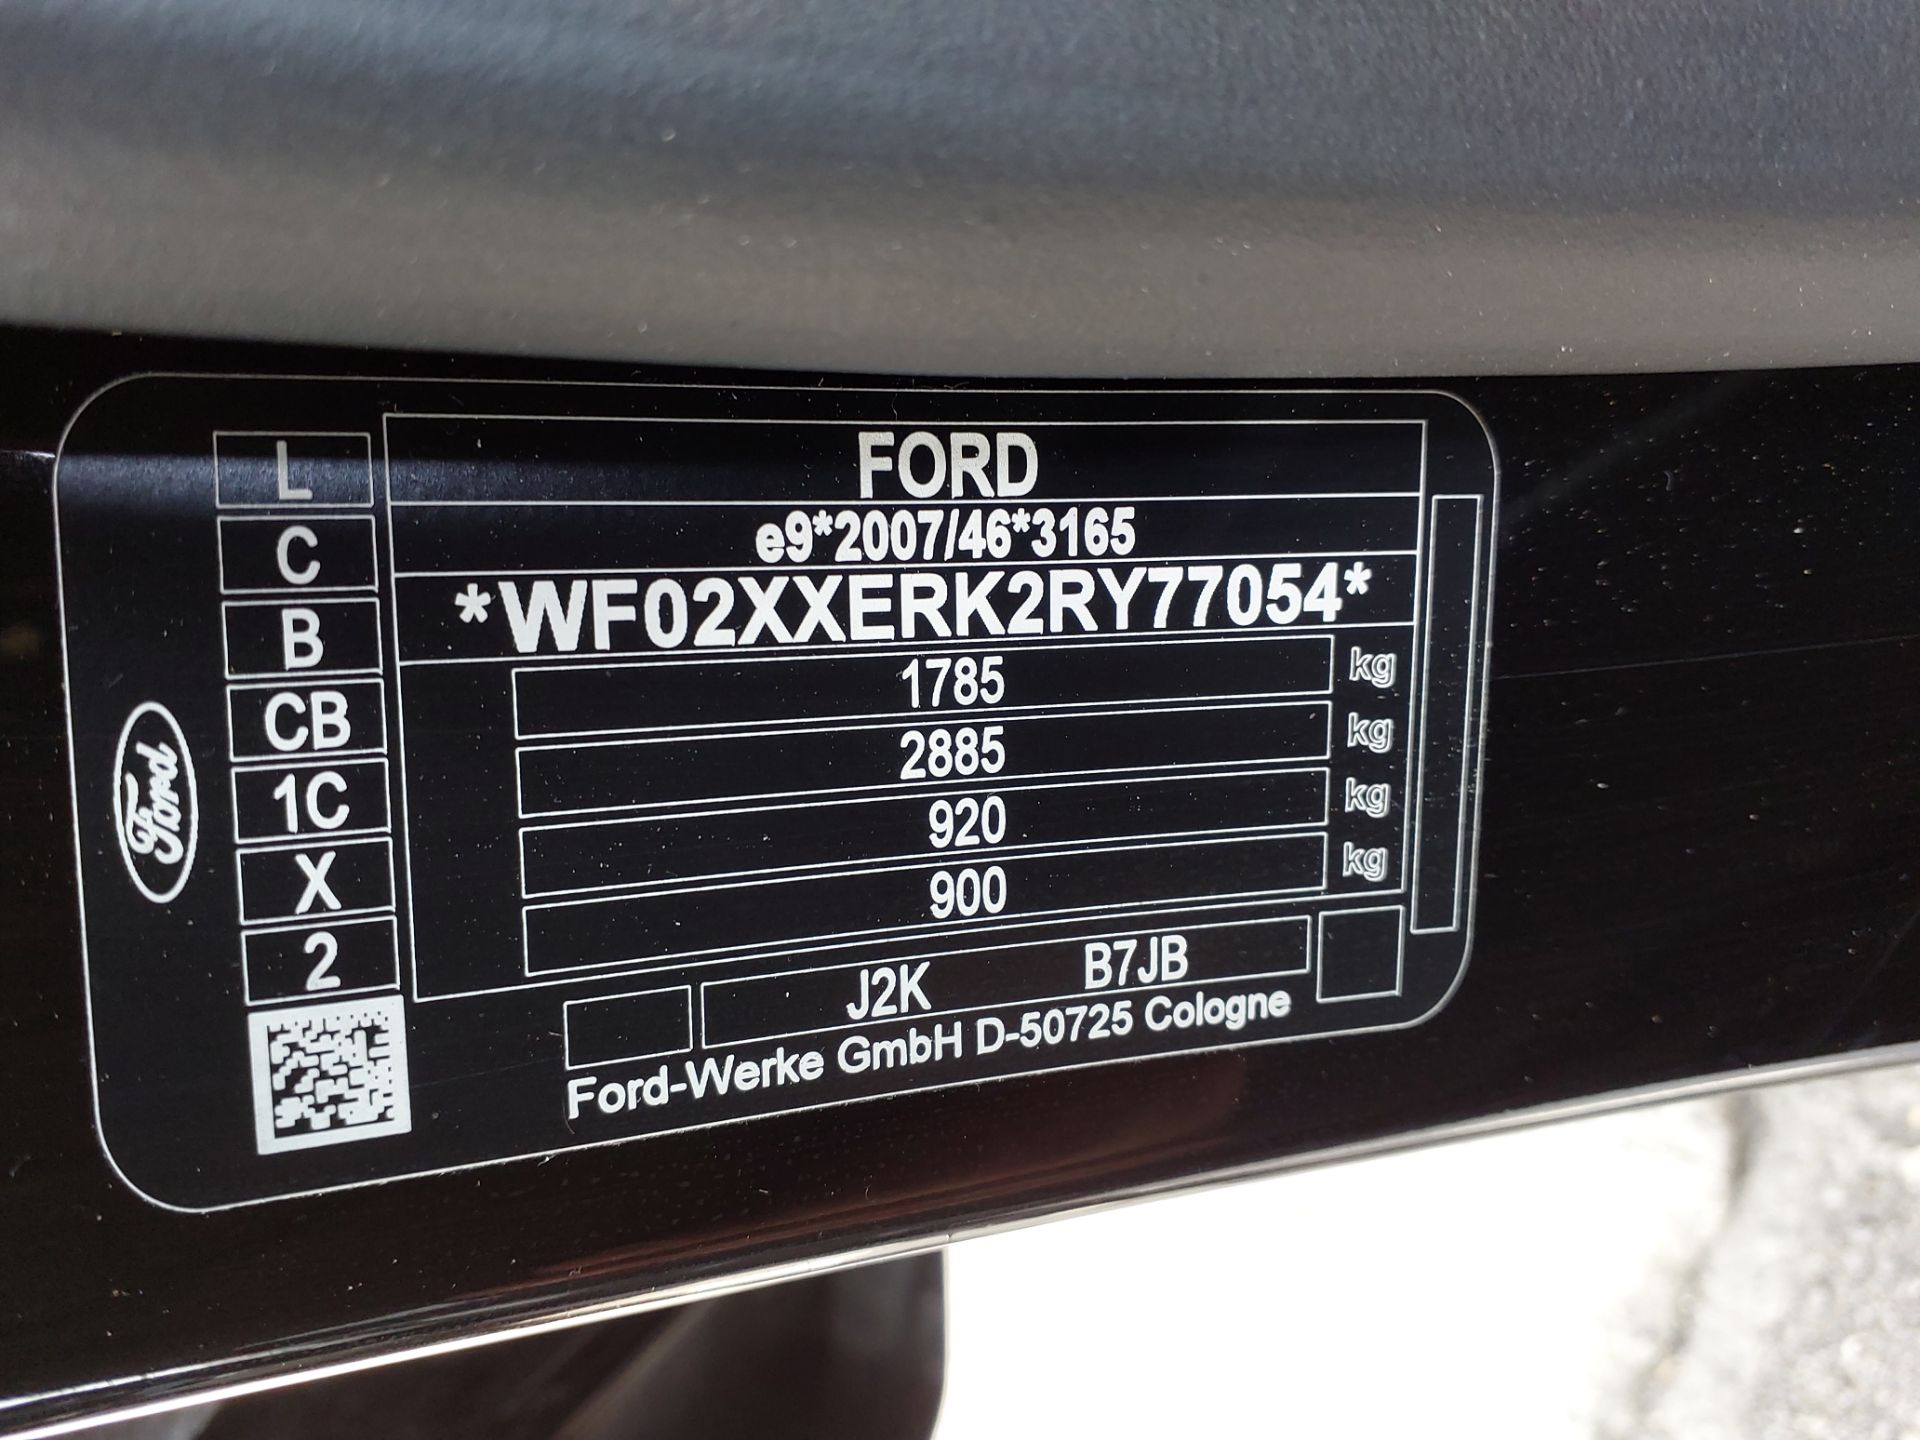 FORD
e9*2007/46*3165
*WF02XXERK2RY77054*
1785 kg
2885 kg
920 kg
900 kg
J2K B7JB
Ford-Werke GmbH D-50725 Cologne
L
C
B
CB
1C
X
2
Ford